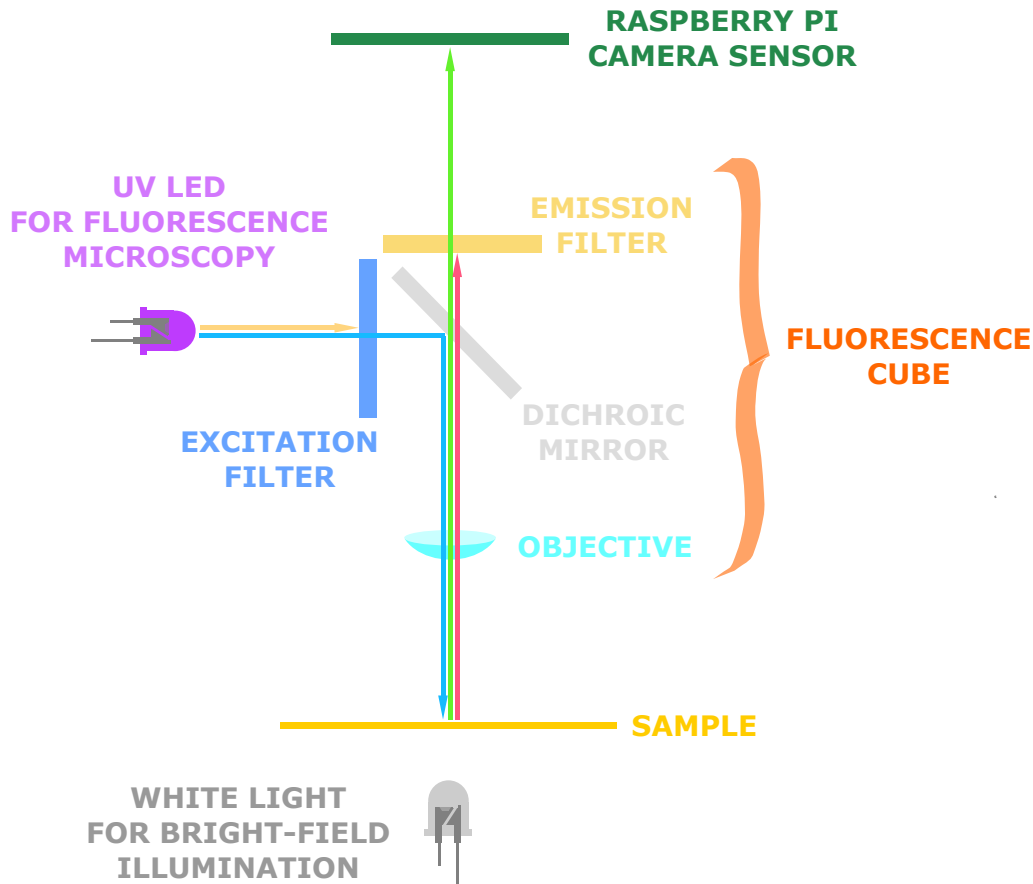 RASPBERRY PI
CAMERA SENSOR
UV LED
FOR FLUORESCENCE
MICROSCOPY
EMISSION
FILTER
FLUORESCENCE
CUBE
DICHROIC
MIRROR
EXCITATION
FILTER
OBJECTIVE
SAMPLE
WHITE LIGHT
FOR BRIGHT-FIELD
ILLUMINATION